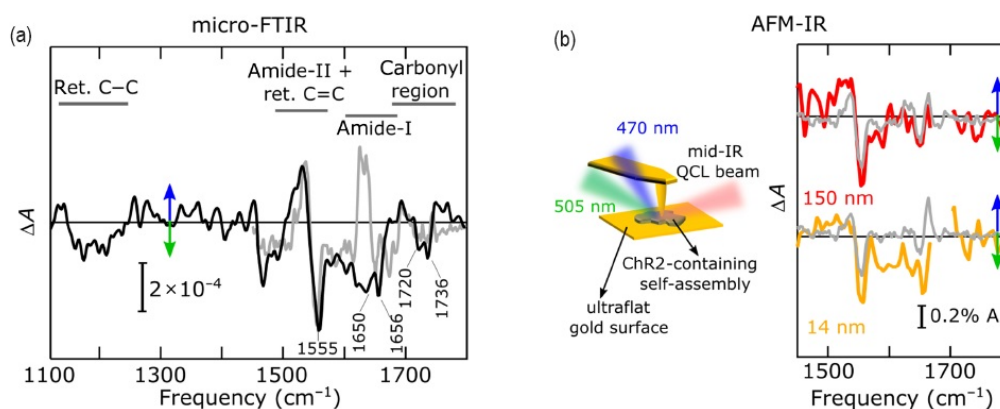 micro-FTIR
(a)
Ret. C−C
Amide-II +
ret. C=C
Carbonyl
region
Amide-I
ΔA
2×10⁻⁴
1555
1650
1656
1720
1736
1100
1300
1500
1700
Frequency (cm⁻¹)
AFM-IR
(b)
470 nm
mid-IR
QCL beam
505 nm
ChR2-containing
self-assembly
ultraflat
gold surface
ΔA
150 nm
0.2% A
14 nm
1500
1700
Frequency (cm⁻¹)